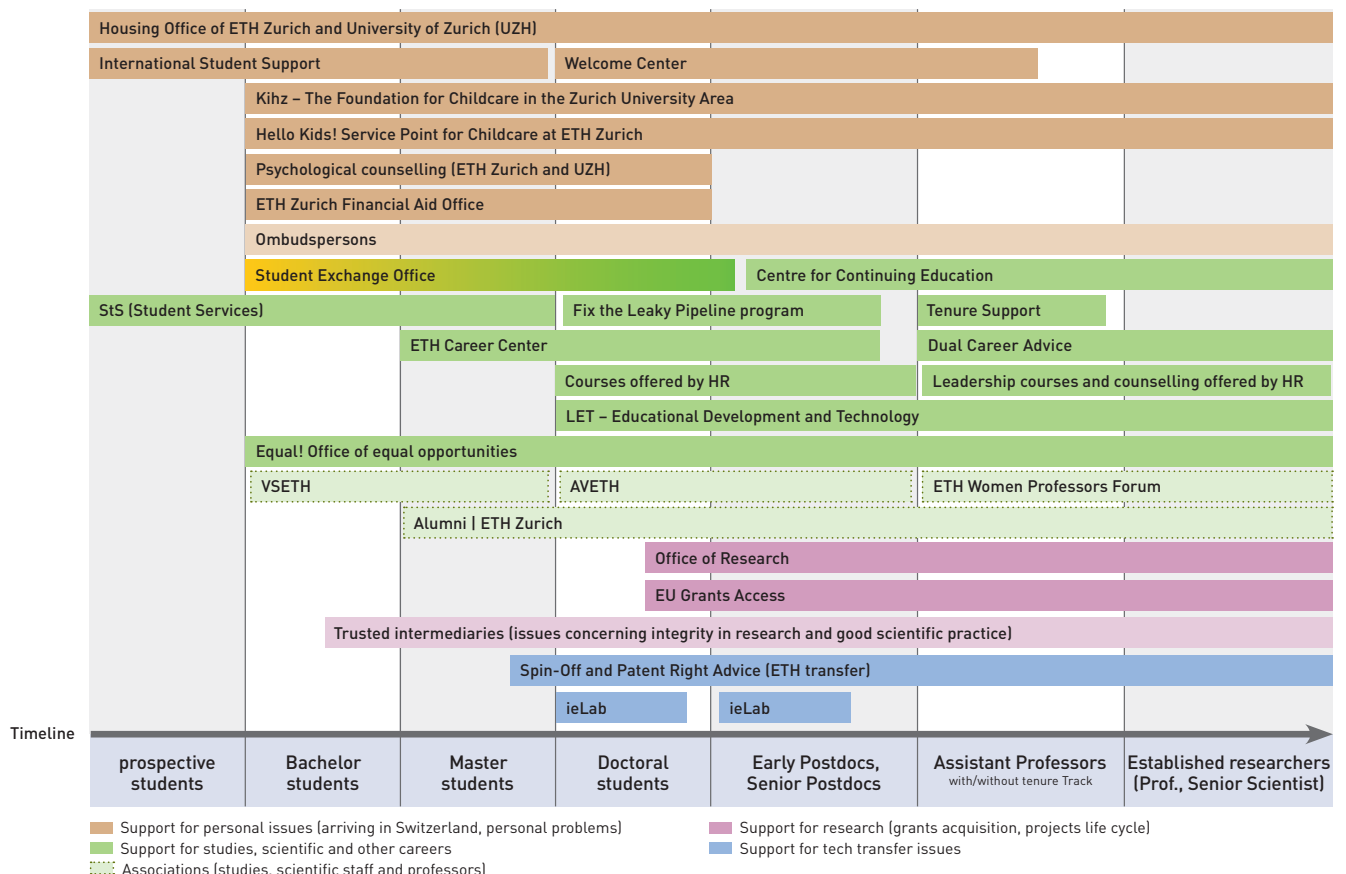 Housing Office of ETH Zurich and University of Zurich (UZH)
International Student Support
Welcome Center
Kihz – The Foundation for Childcare in the Zurich University Area
Hello Kids! Service Point for Childcare at ETH Zurich
Psychological counselling (ETH Zurich and UZH)
ETH Zurich Financial Aid Office
Ombudspersons
Student Exchange Office
Centre for Continuing Education
StS (Student Services)
Fix the Leaky Pipeline program
Tenure Support
ETH Career Center
Dual Career Advice
Courses offered by HR
Leadership courses and counselling offered by HR
LET – Educational Development and Technology
Equal! Office of equal opportunities
VSETH
AVETH
ETH Women Professors Forum
Alumni | ETH Zurich
Office of Research
EU Grants Access
Trusted intermediaries (issues concerning integrity in research and good scientific practice)
Spin-Off and Patent Right Advice (ETH transfer)
ieLab
ieLab
Timeline
prospective
students
Bachelor
students
Master
students
Doctoral
students
Early Postdocs,
Senior Postdocs
Assistant Professors
with/without tenure Track
Established researchers
(Prof., Senior Scientist)
Support for personal issues (arriving in Switzerland, personal problems)
Support for studies, scientific and other careers
Associations (studies, scientific staff and professors)
Support for research (grants acquisition, projects life cycle)
Support for tech transfer issues